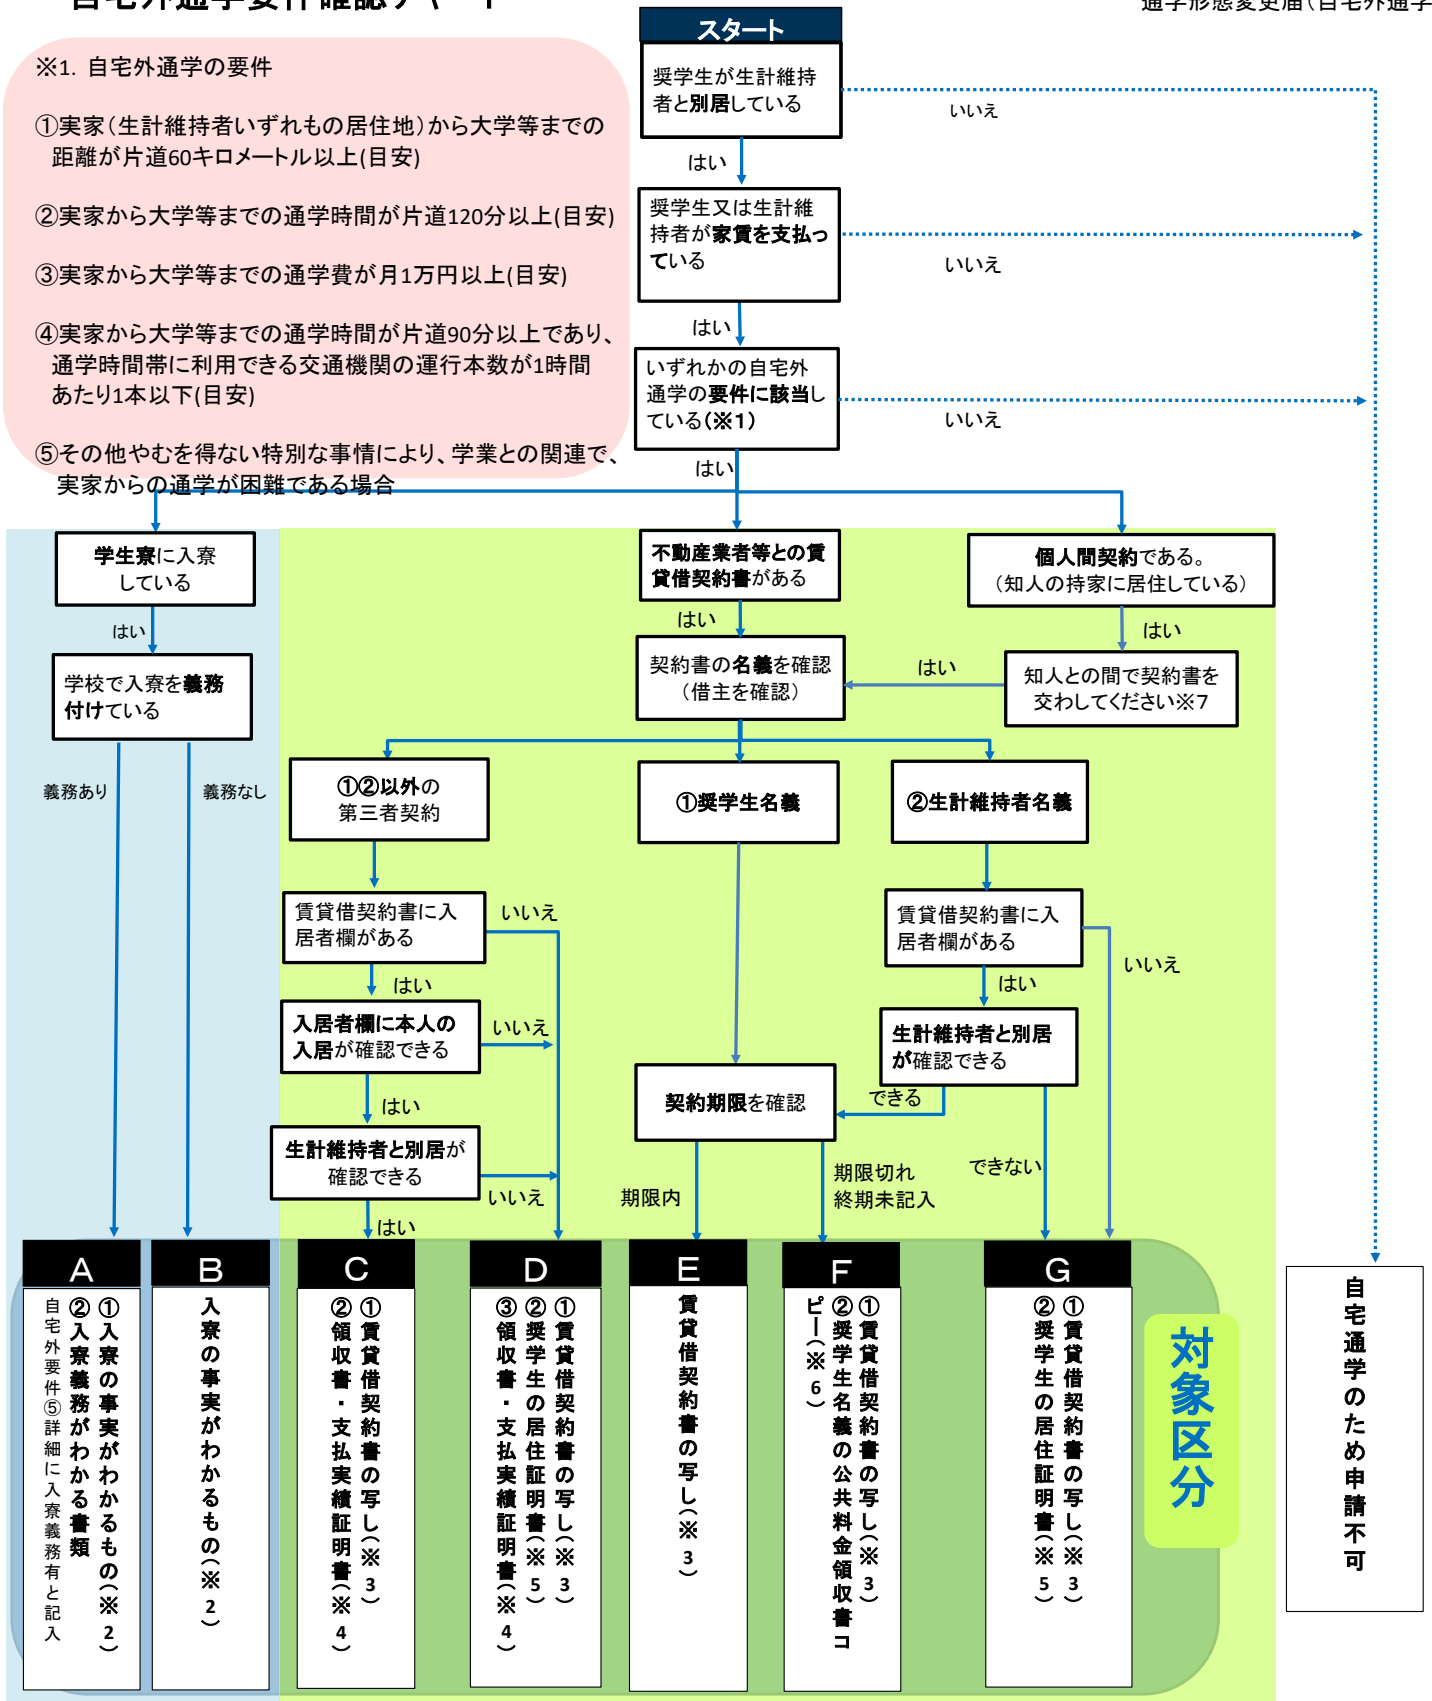 自宅外通学要件確認チャート
通学形態変更届(自宅外通学
スタート
※1. 自宅外通学の要件
①実家(生計維持者いずれもの居住地)から大学等までの
距離が片道60キロメートル以上(目安)
②実家から大学等までの通学時間が片道120分以上(目安)
③実家から大学等までの通学費が月1万円以上(目安)
④実家から大学等までの通学時間が片道90分以上であり、
通学時間帯に利用できる交通機関の運行本数が1時間
あたり1本以下(目安)
⑤その他やむを得ない特別な事情により、学業との関連で、
実家からの通学が困難である場合
奨学生が生計維持
者と別居している
いいえ
はい
奨学生又は生計維
持者が家賃を支払っ
ている
いいえ
はい
いずれかの自宅外
通学の要件に該当し
ている(※1)
いいえ
はい
学生寮に入寮
している
はい
学校で入寮を義務
付けている
義務あり
義務なし
不動産業者等との賃
貸借契約書がある
はい
契約書の名義を確認
(借主を確認)
個人間契約である。
(知人の持家に居住している)
はい
知人との間で契約書を
交わしてください※7
はい
①②以外の
第三者契約
①奨学生名義
②生計維持者名義
賃貸借契約書に入
居者欄がある
いいえ
はい
入居者欄に本人の
入居が確認できる
いいえ
はい
生計維持者と別居が
確認できる
いいえ
はい
賃貸借契約書に入
居者欄がある
いいえ
はい
生計維持者と別居
が確認できる
できる
できない
契約期限を確認
期限内
期限切れ
終期未記入
A
①入寮の事実がわかるもの(※2)
②入寮義務がわかる書類
自宅外要件⑤詳細に入寮義務有と記入
B
入寮の事実がわかるもの(※2)
C
①賃貸借契約書の写し(※3)
②領収書・支払実績証明書(※4)
D
①賃貸借契約書の写し(※3)
②奨学生の居住証明書(※5)
③領収書・支払実績証明書(※4)
E
賃貸借契約書の写し(※3)
F
①賃貸借契約書の写し(※3)
②奨学生名義の公共料金領収書コ
ピー(※6)
G
①賃貸借契約書の写し(※3)
②奨学生の居住証明書(※5)
対象区分
自宅通学のため申請不可